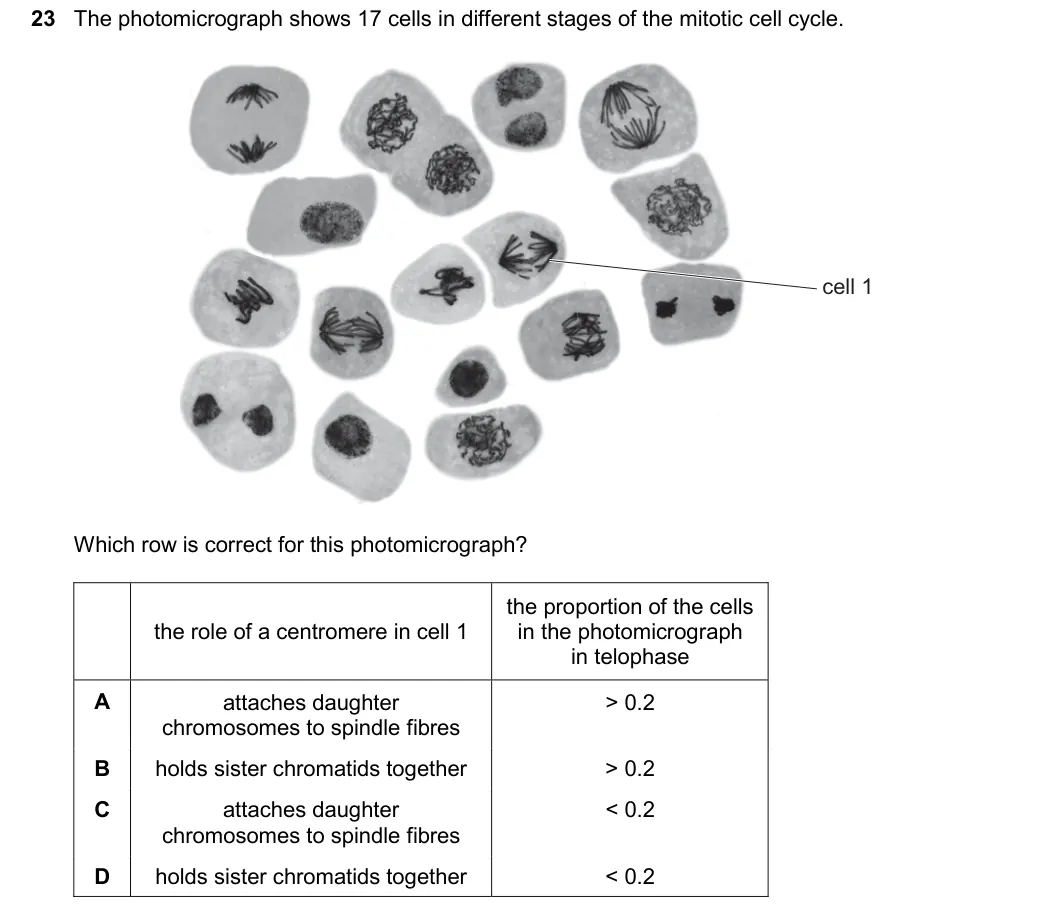 23 The photomicrograph shows 17 cells in different stages of the mitotic cell cycle.
cell 1
Which row is correct for this photomicrograph?
the role of a centromere in cell 1
the proportion of the cells
in the photomicrograph
in telophase
A attaches daughter
chromosomes to spindle fibres
> 0.2
B holds sister chromatids together > 0.2
C attaches daughter
chromosomes to spindle fibres
< 0.2
D holds sister chromatids together < 0.2